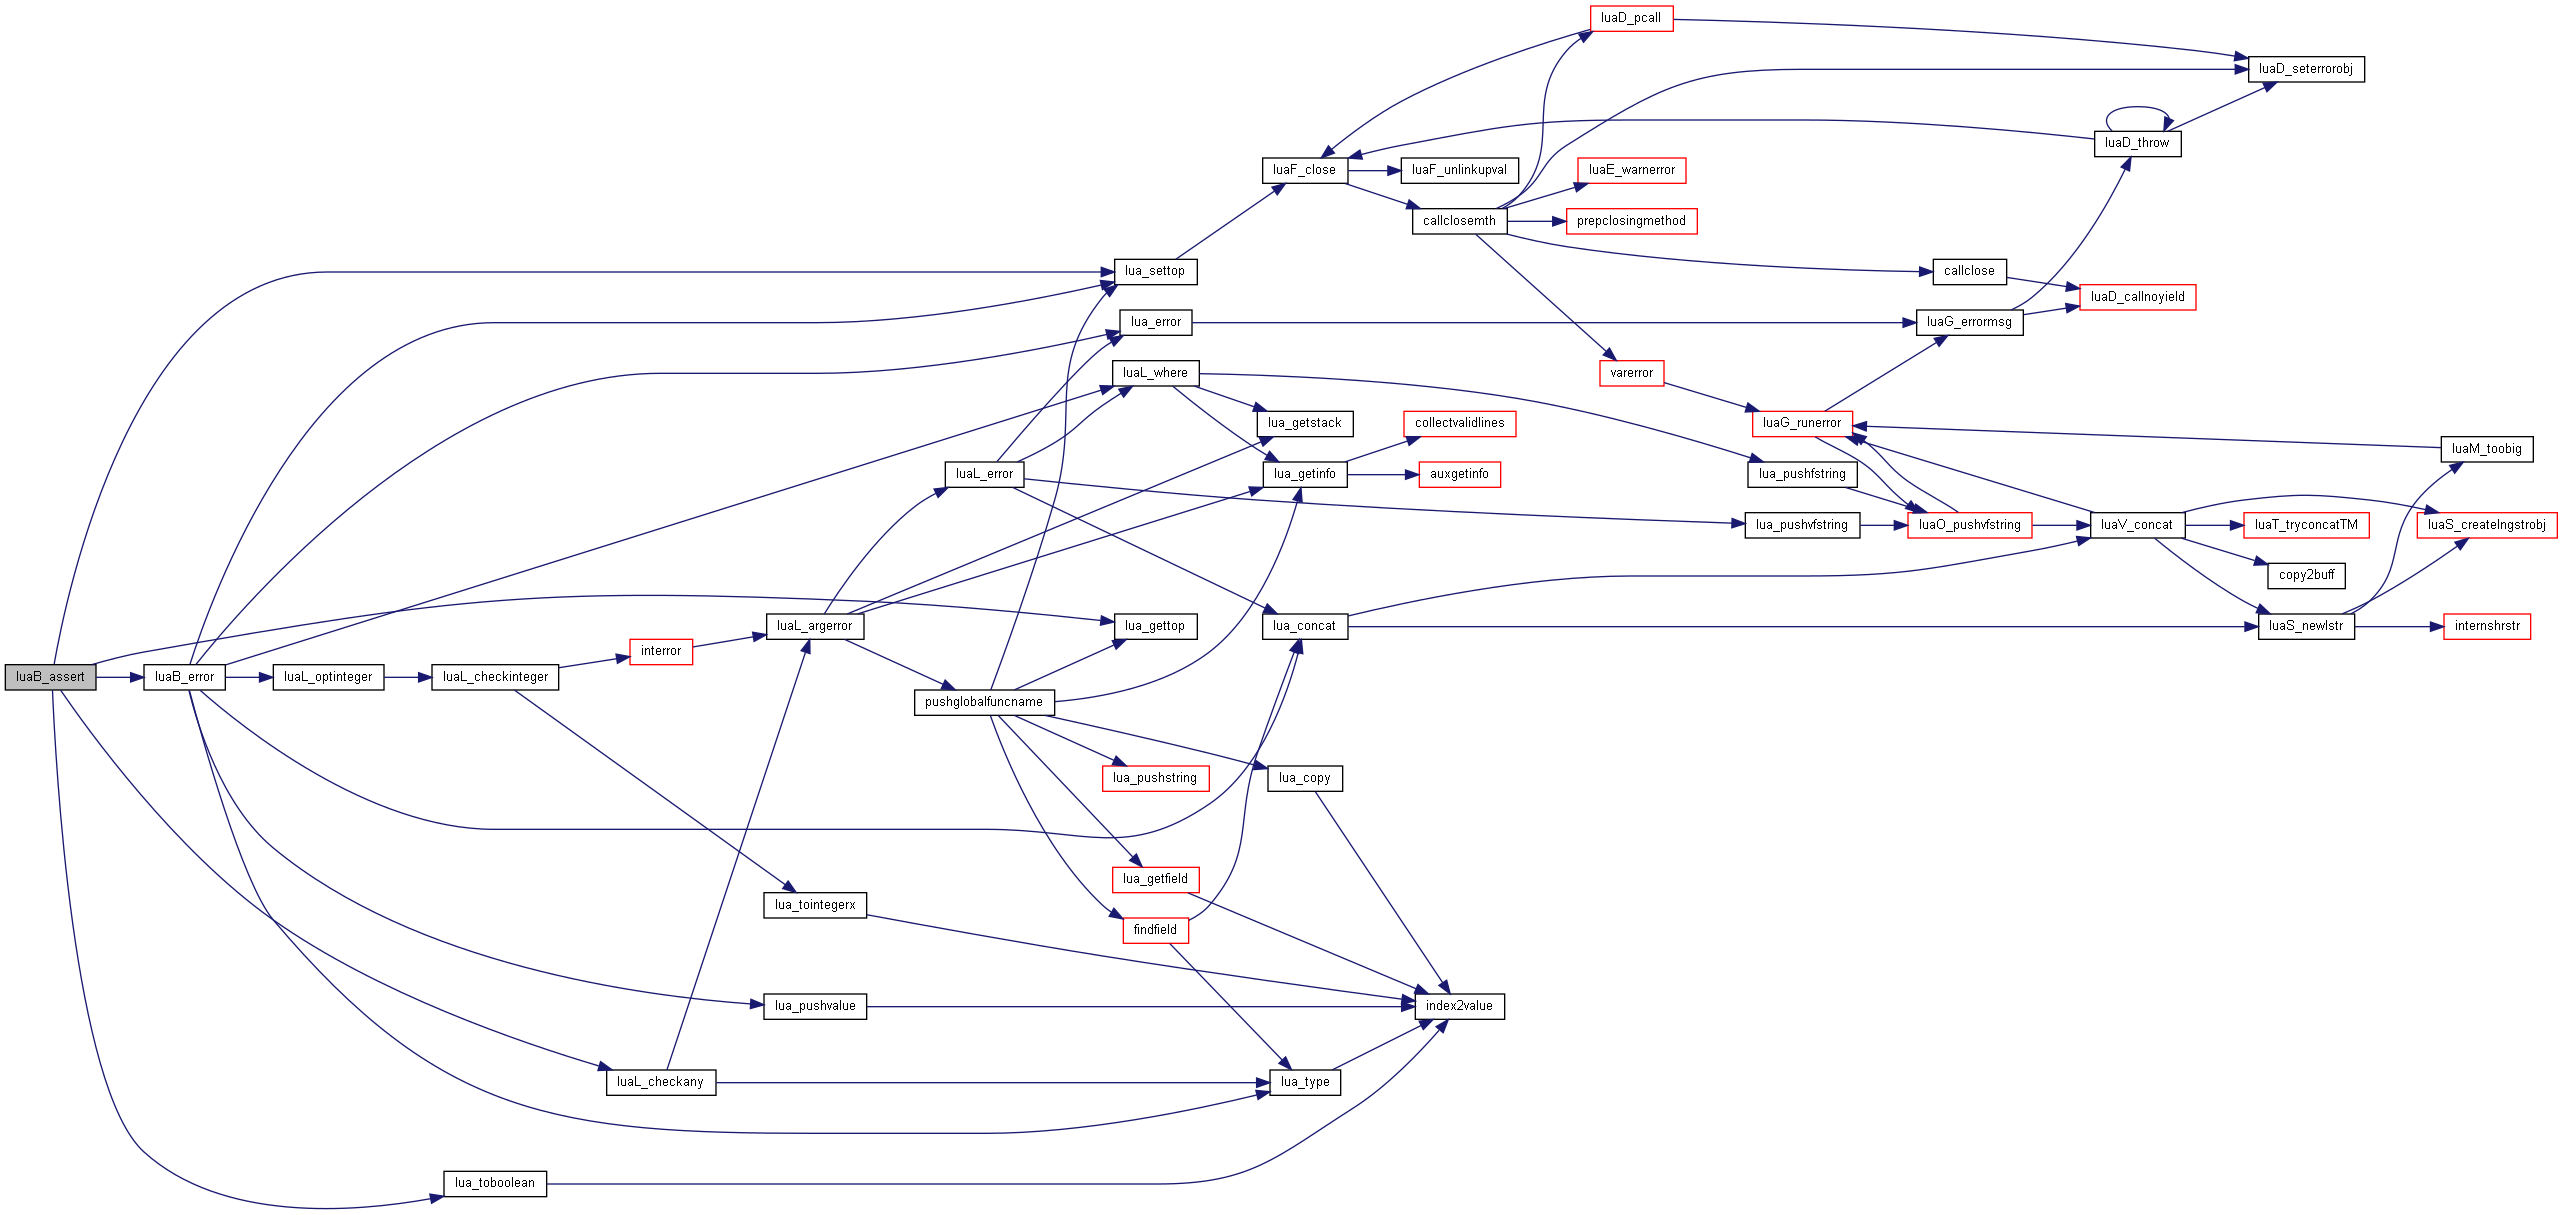 luaD_pcall
luaD_seterrorobj
luaD_throw
luaF_close
luaF_unlinkupval
luaE_warnerror
callclosemth
prepclosingmethod
lua_settop
callclose
luaD_callnoyield
lua_error
luaG_errormsg
luaL_where
varerror
lua_getstack
collectvalidlines
luaG_runerror
luaM_toobig
luaL_error
lua_getinfo
auxgetinfo
lua_pushfstring
lua_pushvfstring
luaO_pushvfstring
luaV_concat
luaT_tryconcatTM
luaS_createlngstrobj
copy2buff
luaL_argerror
lua_gettop
lua_concat
luaS_newlstr
internshrstr
interror
luaB_assert
luaB_error
luaL_optinteger
luaL_checkinteger
pushglobalfuncname
lua_pushstring
lua_copy
lua_getfield
lua_tointegerx
findfield
lua_pushvalue
index2value
luaL_checkany
lua_type
lua_toboolean